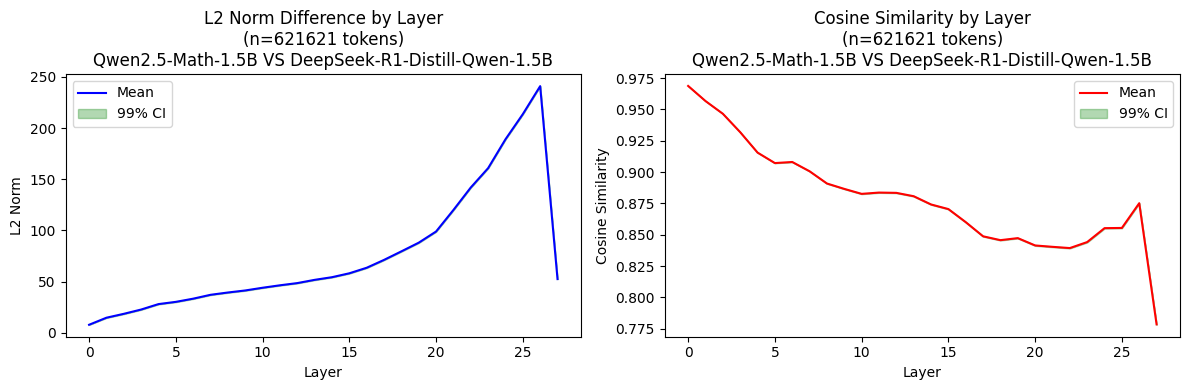 L2 Norm Difference by Layer
(n=621621 tokens)
Qwen2.5-Math-1.5B VS DeepSeek-R1-Distill-Qwen-1.5B
250
200
150
100
50
0
L2 Norm
Mean
99% CI
0 5 10 15 20 25
Layer
Cosine Similarity by Layer
(n=621621 tokens)
Qwen2.5-Math-1.5B VS DeepSeek-R1-Distill-Qwen-1.5B
0.975
0.950
0.925
0.900
0.875
0.850
0.825
0.800
0.775
Cosine Similarity
Mean
99% CI
0 5 10 15 20 25
Layer